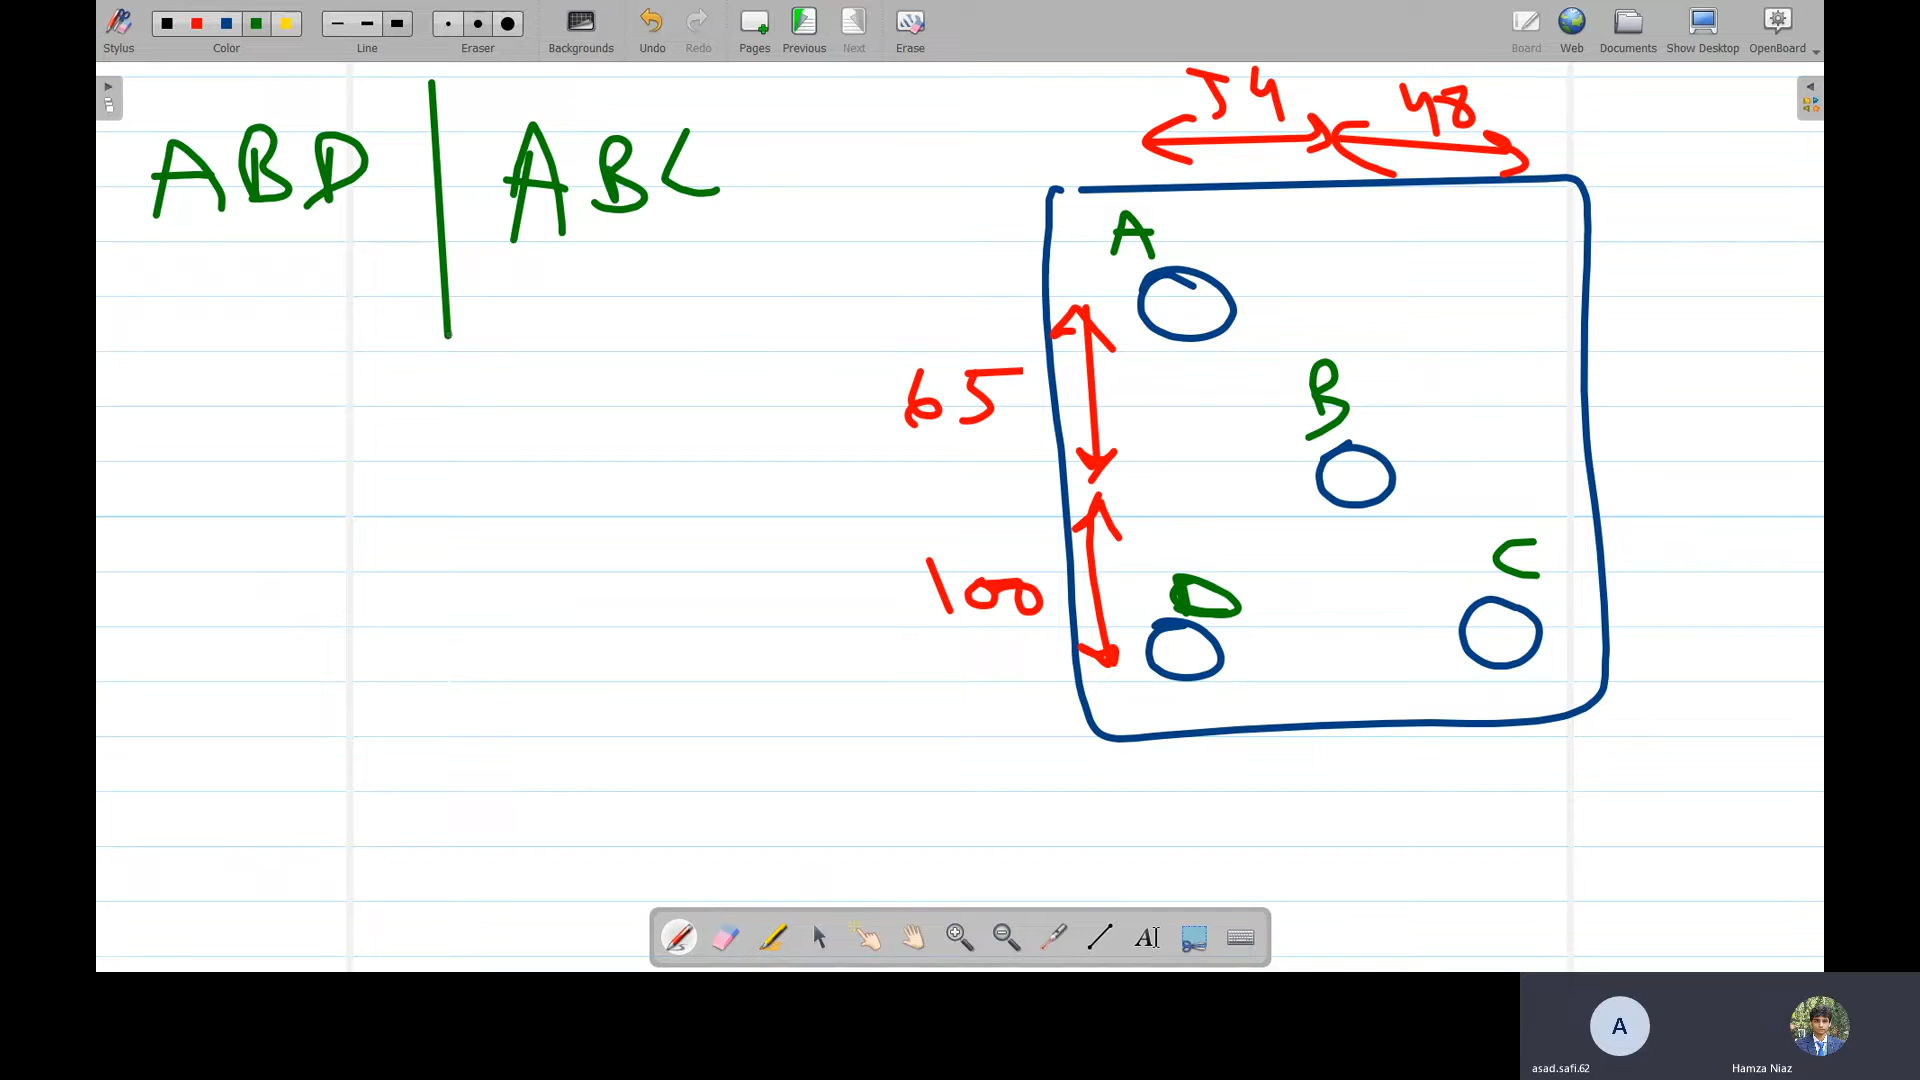 Stylus
Color
Line
Eraser
Backgrounds
Undo
Redo
Pages
Previous
Next
Erase
Board
Web
Documents
Show Desktop
OpenBoard
54
48
ABD
ABC
A
65
B
100
D
C
A
asad.safi.62
Hamza Niaz